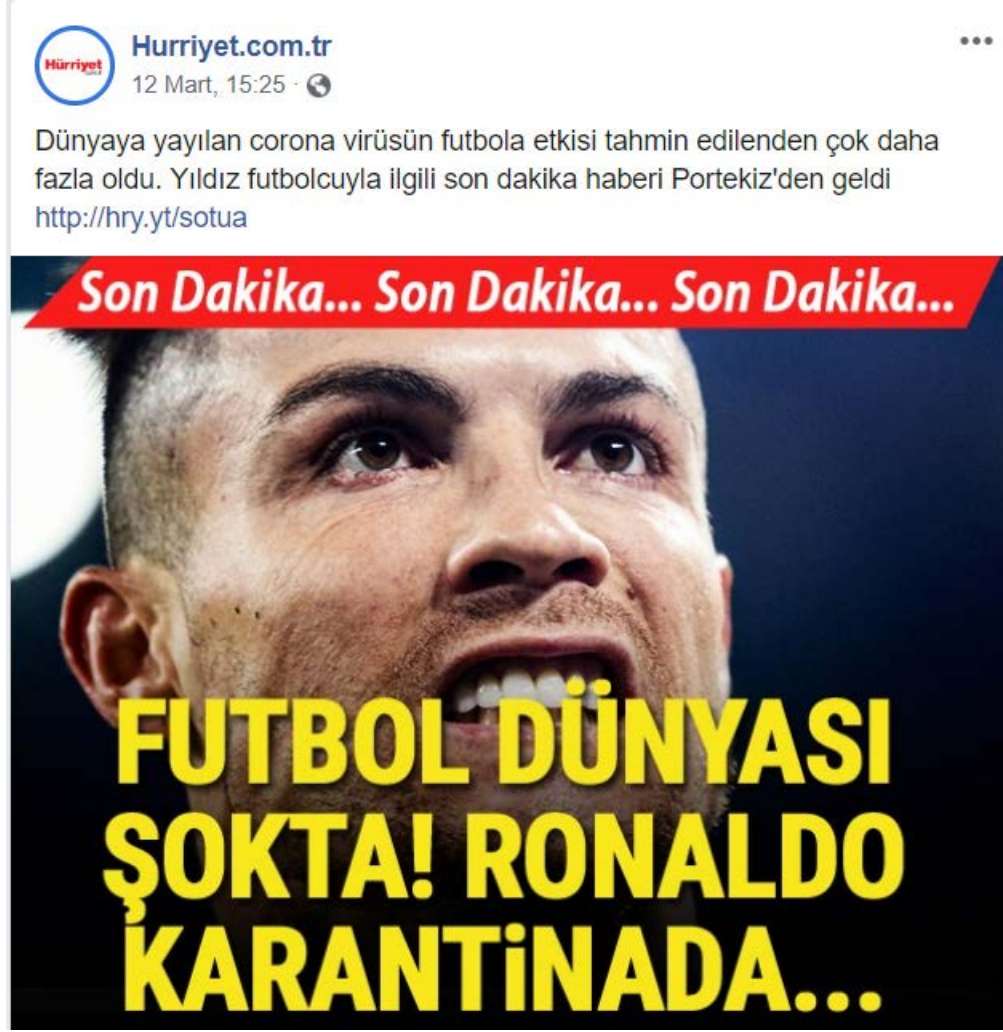 Hürriyet
Hurriyet.com.tr
12 Mart, 15:25 ·
Dünyaya yayılan corona virüsün futbola etkisi tahmin edilenden çok daha
fazla oldu. Yıldız futbolcuyla ilgili son dakika haberi Portekiz'den geldi
http://hry.yt/sotua
Son Dakika... Son Dakika... Son Dakika...
FUTBOL DÜNYASI
ŞOKTA! RONALDO
KARANTiNADA...